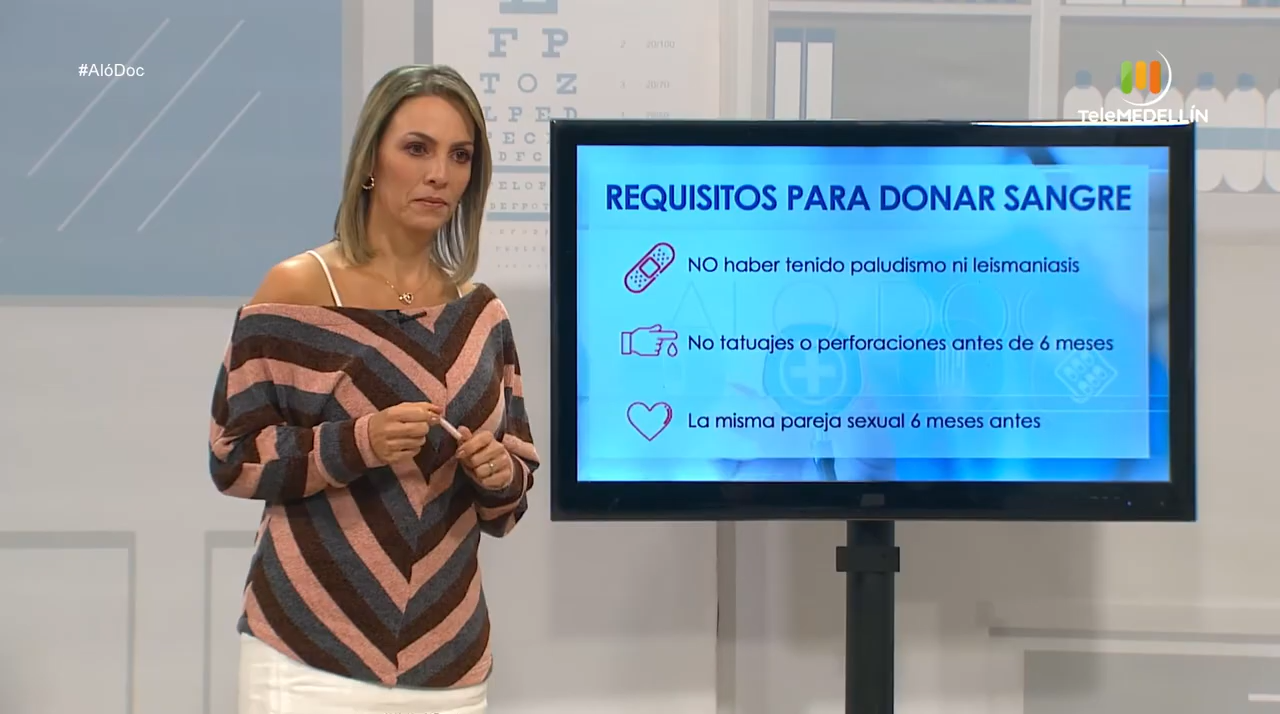 #AlóDoc
TeleMEDELLÍN
F P
T O Z
L P E D
REQUISITOS PARA DONAR SANGRE
NO haber tenido paludismo ni leismaniasis
No tatuajes o perforaciones antes de 6 meses
La misma pareja sexual 6 meses antes